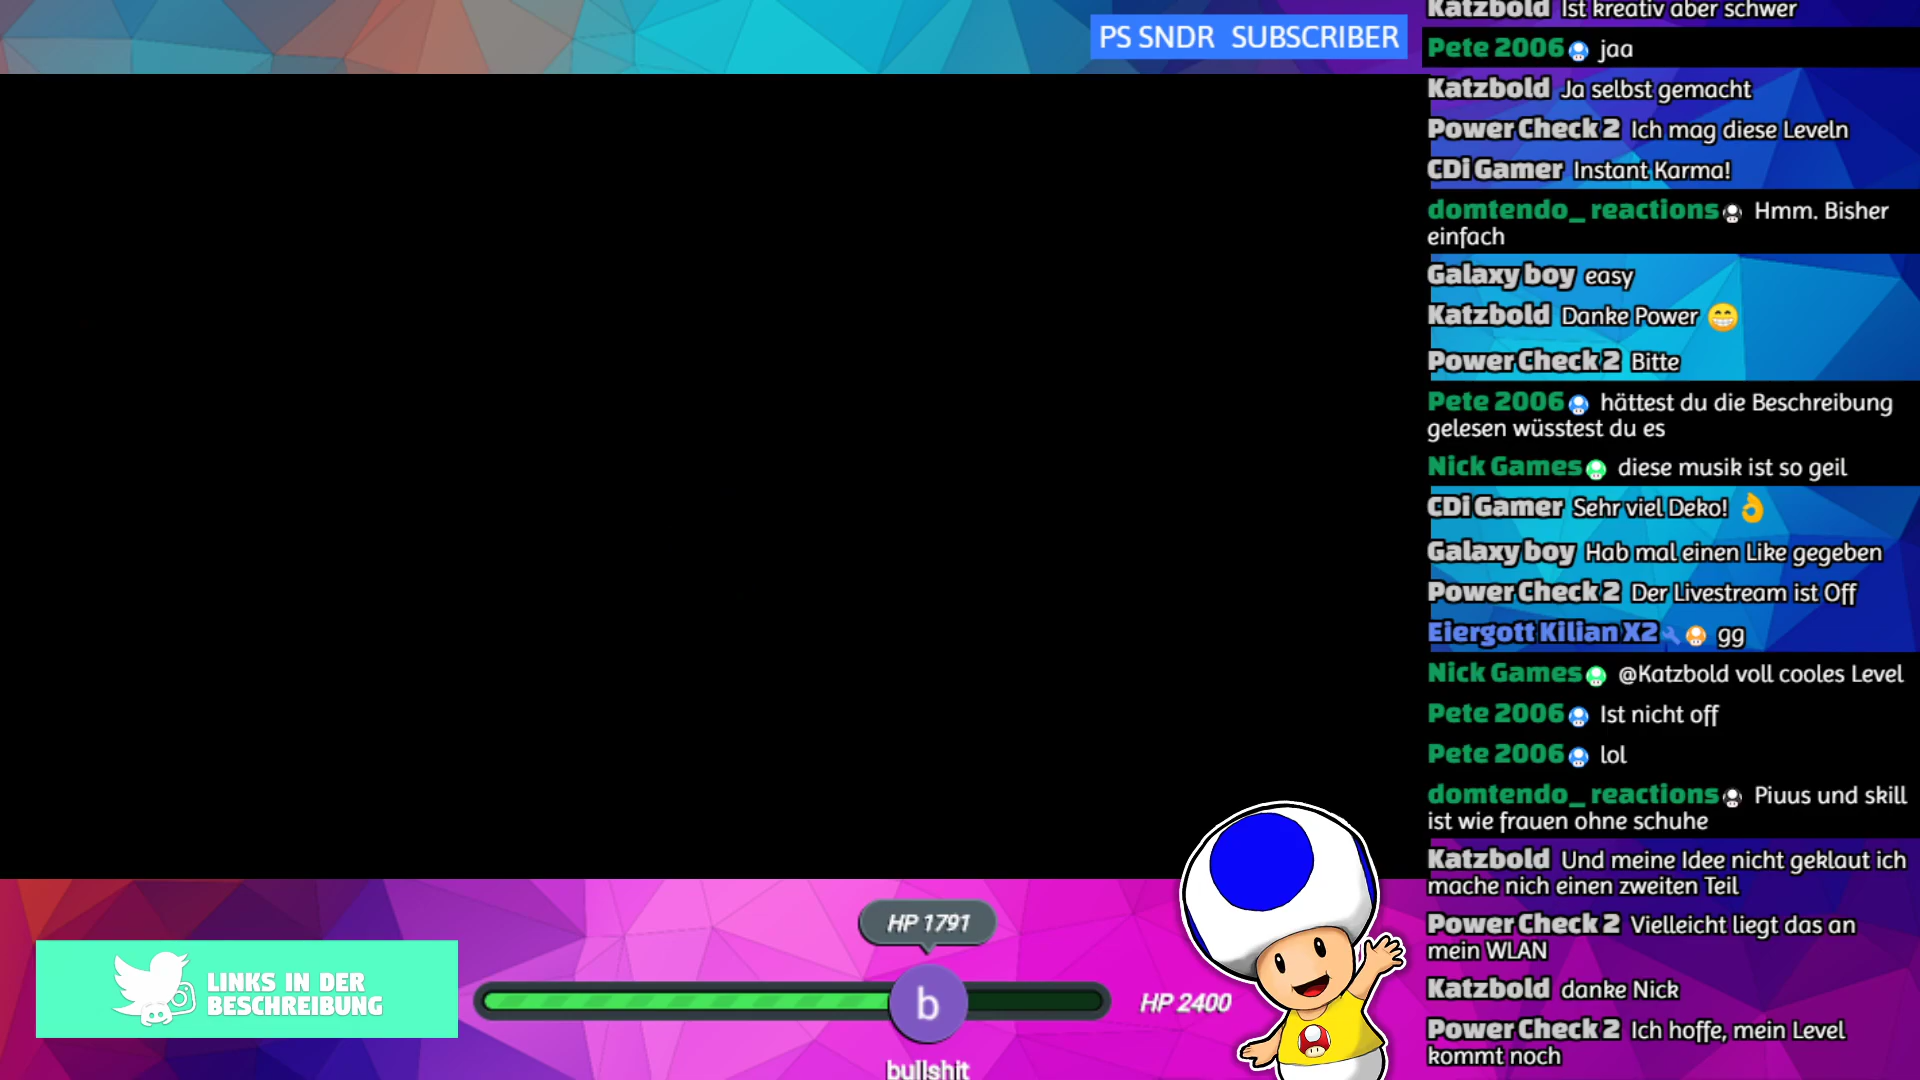 PS SNDR SUBSCRIBER
Katzbold Ist kreativ aber schwer
Pete 2006 jaa
Katzbold Ja selbst gemacht
Power Check 2 Ich mag diese Leveln
CDi Gamer Instant Karma!
domtendo_reactions Hmm. Bisher
einfach
Galaxy boy easy
Katzbold Danke Power 😁
Power Check 2 Bitte
Pete 2006 hättest du die Beschreibung
gelesen wüsstest du es
Nick Games diese musik ist so geil
CDi Gamer Sehr viel Deko! 👌
Galaxy boy Hab mal einen Like gegeben
Power Check 2 Der Livestream ist Off
Eiergott Kilian X2 gg
Nick Games @Katzbold voll cooles Level
Pete 2006 Ist nicht off
Pete 2006 lol
domtendo_reactions Piuus und skill
ist wie frauen ohne schuhe
Katzbold Und meine Idee nicht geklaut ich
mache nich einen zweiten Teil
Power Check 2 Vielleicht liegt das an
mein WLAN
Katzbold danke Nick
Power Check 2 Ich hoffe, mein Level
kommt noch
LINKS IN DER
BESCHREIBUNG
HP 1791
b
HP 2400
bullshit